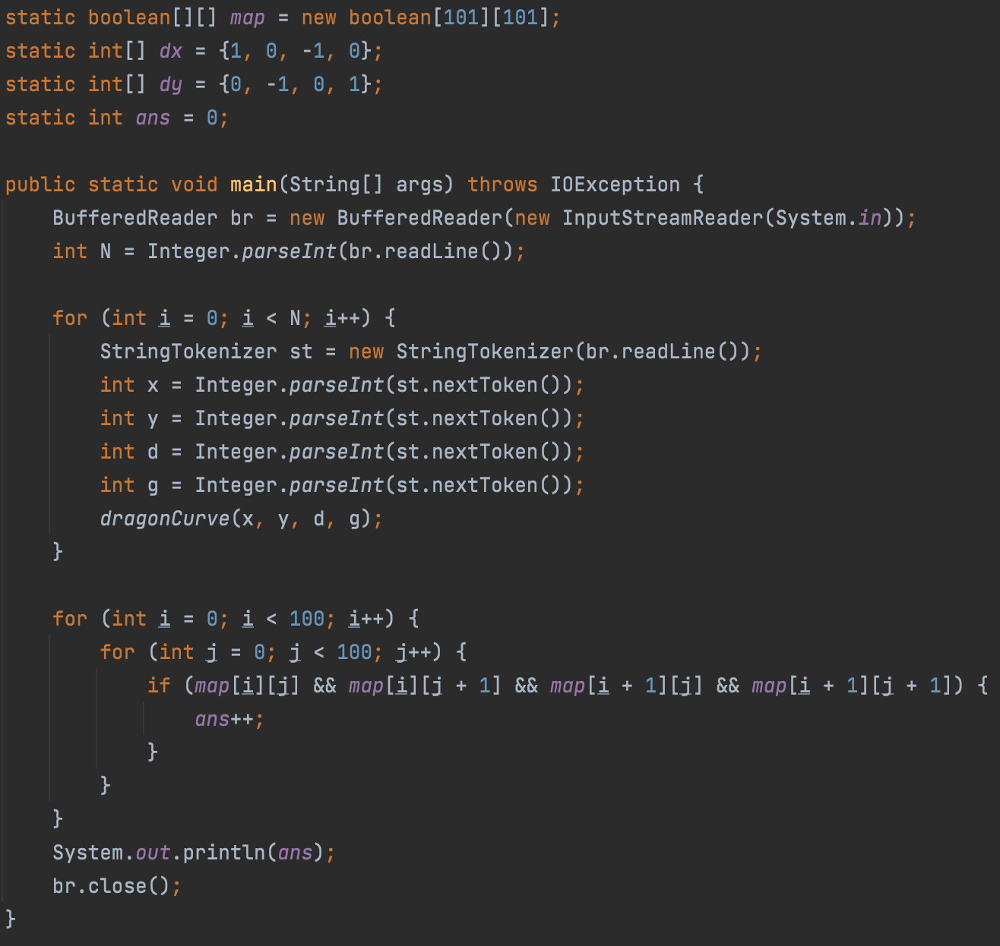 static boolean[][] map = new boolean[101][101];
static int[] dx = {1, 0, -1, 0};
static int[] dy = {0, -1, 0, 1};
static int ans = 0;

public static void main(String[] args) throws IOException {
    BufferedReader br = new BufferedReader(new InputStreamReader(System.in));
    int N = Integer.parseInt(br.readLine());

    for (int i = 0; i < N; i++) {
        StringTokenizer st = new StringTokenizer(br.readLine());
        int x = Integer.parseInt(st.nextToken());
        int y = Integer.parseInt(st.nextToken());
        int d = Integer.parseInt(st.nextToken());
        int g = Integer.parseInt(st.nextToken());
        dragonCurve(x, y, d, g);
    }

    for (int i = 0; i < 100; i++) {
        for (int j = 0; j < 100; j++) {
            if (map[i][j] && map[i][j + 1] && map[i + 1][j] && map[i + 1][j + 1]) {
                ans++;
            }
        }
    }
    System.out.println(ans);
    br.close();
}